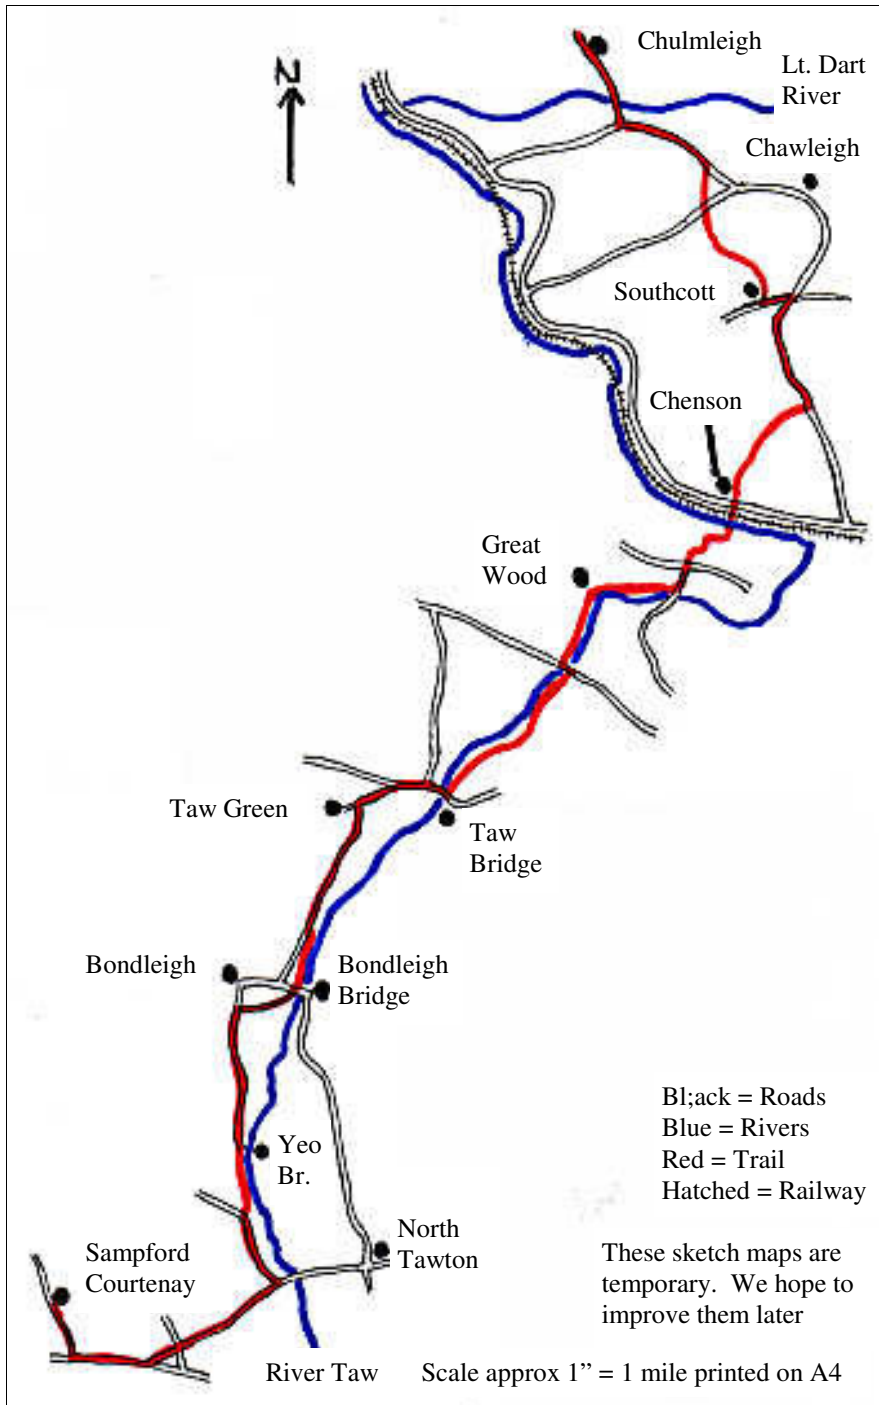 Chulmleigh
Lt. Dart
River
N
Chawleigh
Southcott
Chenson
Great
Wood
Taw Green
Taw
Bridge
Bondleigh
Bondleigh
Bridge
Bl;ack = Roads
Blue = Rivers
Red = Trail
Hatched = Railway
Yeo
Br.
North
Tawton
Sampford
Courtenay
These sketch maps are
temporary.  We hope to
improve them later
River Taw
Scale approx 1” = 1 mile printed on A4